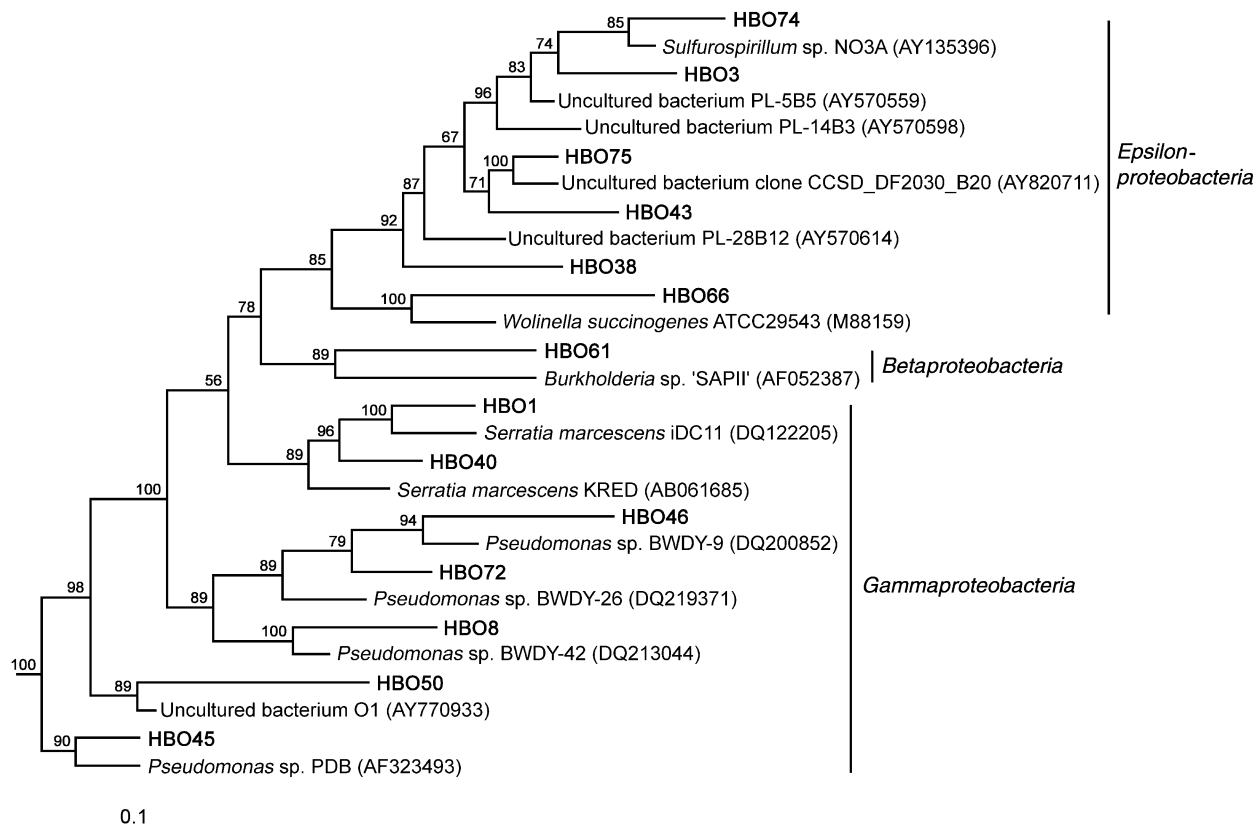 85
HBO74
Sulfurospirillum sp. NO3A (AY135396)
74
HBO3
83
Uncultured bacterium PL-5B5 (AY570559)
96
Uncultured bacterium PL-14B3 (AY570598)
67
HBO75
100
Uncultured bacterium clone CCSD_DF2030_B20 (AY820711)
71
HBO43
87
Uncultured bacterium PL-28B12 (AY570614)
92
HBO38
85
HBO66
100
Wolinella succinogenes ATCC29543 (M88159)
Epsilon-
proteobacteria
78
HBO61
89
Burkholderia sp. 'SAPII' (AF052387)
Betaproteobacteria
56
HBO1
100
Serratia marcescens iDC11 (DQ122205)
96
HBO40
89
Serratia marcescens KRED (AB061685)
100
HBO46
94
Pseudomonas sp. BWDY-9 (DQ200852)
79
HBO72
89
Pseudomonas sp. BWDY-26 (DQ219371)
89
HBO8
100
Pseudomonas sp. BWDY-42 (DQ213044)
Gammaproteobacteria
98
HBO50
89
Uncultured bacterium O1 (AY770933)
100
HBO45
90
Pseudomonas sp. PDB (AF323493)
0.1